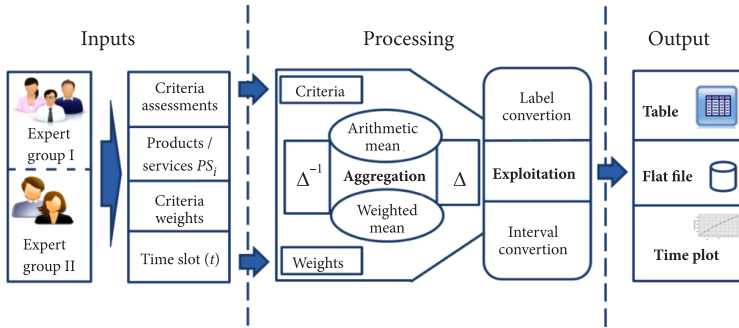 Inputs
Processing
Output
Expert
group I
Expert
group II
Criteria
assessments
Products /
services PSi
Criteria
weights
Time slot (t)
Criteria
Arithmetic
mean
Δ−1
Aggregation
Δ
Weighted
mean
Weights
Label
convertion
Exploitation
Interval
convertion
Table
Flat file
Time plot